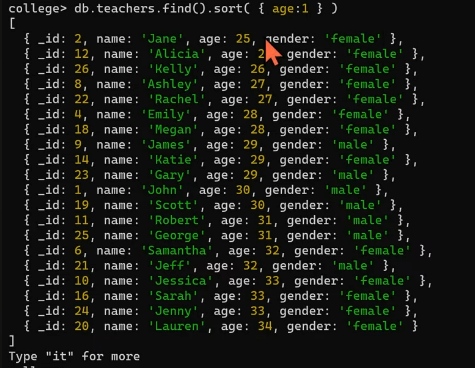 college> db.teachers.find().sort( { age:1 } )
[
{ _id: 2, name: 'Jane', age: 25, gender: 'female' },
{ _id: 12, name: 'Alicia', age: 2 gender: 'female' },
{ _id: 26, name: 'Kelly', age: 26, gender: 'female' },
{ _id: 8, name: 'Ashley', age: 27, gender: 'female' },
{ _id: 22, name: 'Rachel', age: 27, gender: 'female' },
{ _id: 4, name: 'Emily', age: 28, gender: 'female' },
{ _id: 18, name: 'Megan', age: 28, gender: 'female' },
{ _id: 9, name: 'James', age: 29, gender: 'male' },
{ _id: 14, name: 'Katie', age: 29, gender: 'female' },
{ _id: 23, name: 'Gary', age: 29, gender: 'male' },
{ _id: 1, name: 'John', age: 30, gender: 'male' },
{ _id: 19, name: 'Scott', age: 30, gender: 'male' },
{ _id: 11, name: 'Robert', age: 31, gender: 'male' },
{ _id: 25, name: 'George', age: 31, gender: 'male' },
{ _id: 6, name: 'Samantha', age: 32, gender: 'female' },
{ _id: 21, name: 'Jeff', age: 32, gender: 'male' },
{ _id: 10, name: 'Jessica', age: 33, gender: 'female' },
{ _id: 16, name: 'Sarah', age: 33, gender: 'female' },
{ _id: 24, name: 'Jenny', age: 33, gender: 'female' },
{ _id: 20, name: 'Lauren', age: 34, gender: 'female' }
]
Type "it" for more